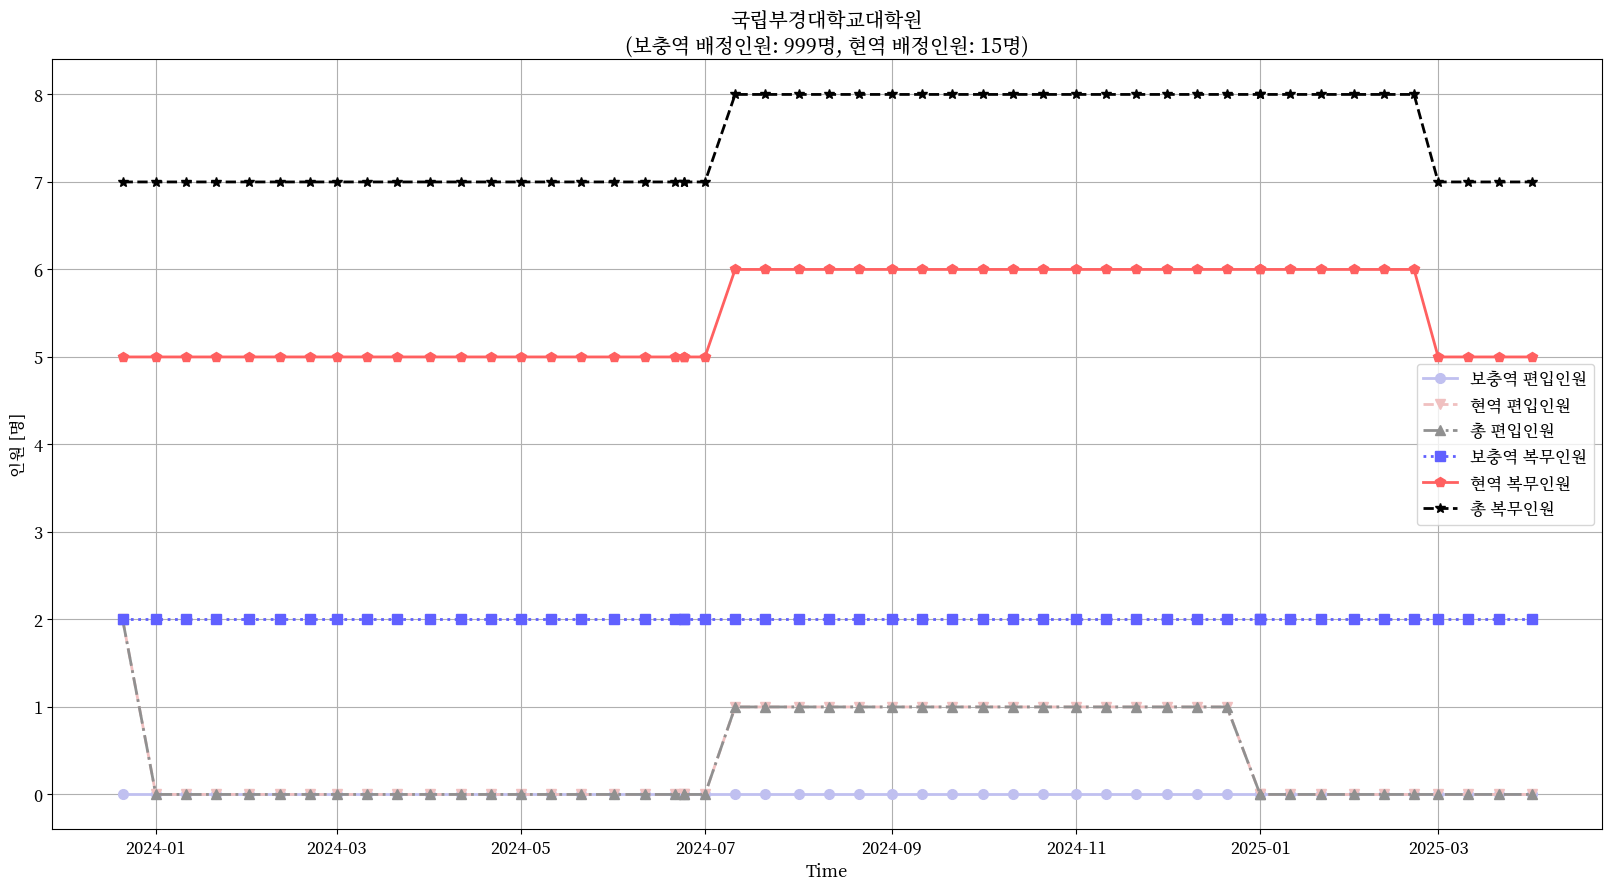 국립부경대학교대학원
(보충역 배정인원: 999명, 현역 배정인원: 15명)
인원 [명]
8
7
6
5
4
3
2
1
0
보충역 편입인원
현역 편입인원
총 편입인원
보충역 복무인원
현역 복무인원
총 복무인원
2024-01
2024-03
2024-05
2024-07
2024-09
2024-11
2025-01
2025-03
Time